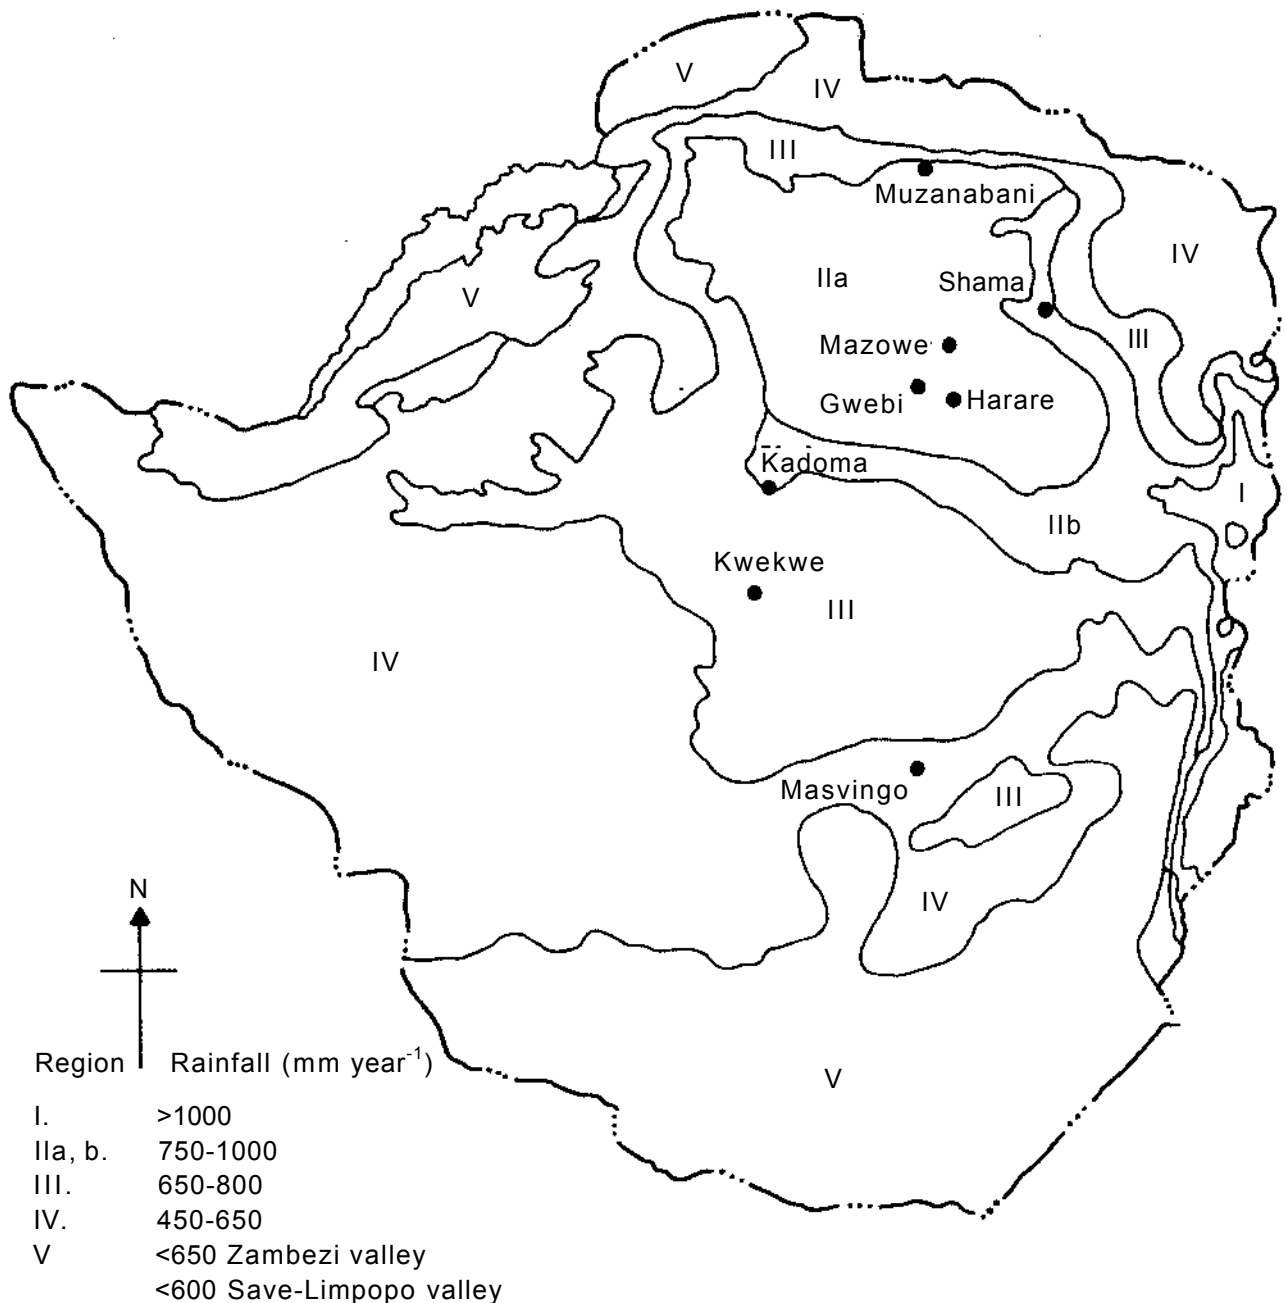 V
IV
III
Muzanabani
IV
IIa
Shama
V
III
Mazowe
Gwebi
Harare
Kadoma
I
IIb
Kwekwe
III
IV
Masvingo
III
N
IV
Region Rainfall (mm year-1)
V
I. >1000
IIa, b. 750-1000
III. 650-800
IV. 450-650
V <650 Zambezi valley
<600 Save-Limpopo valley